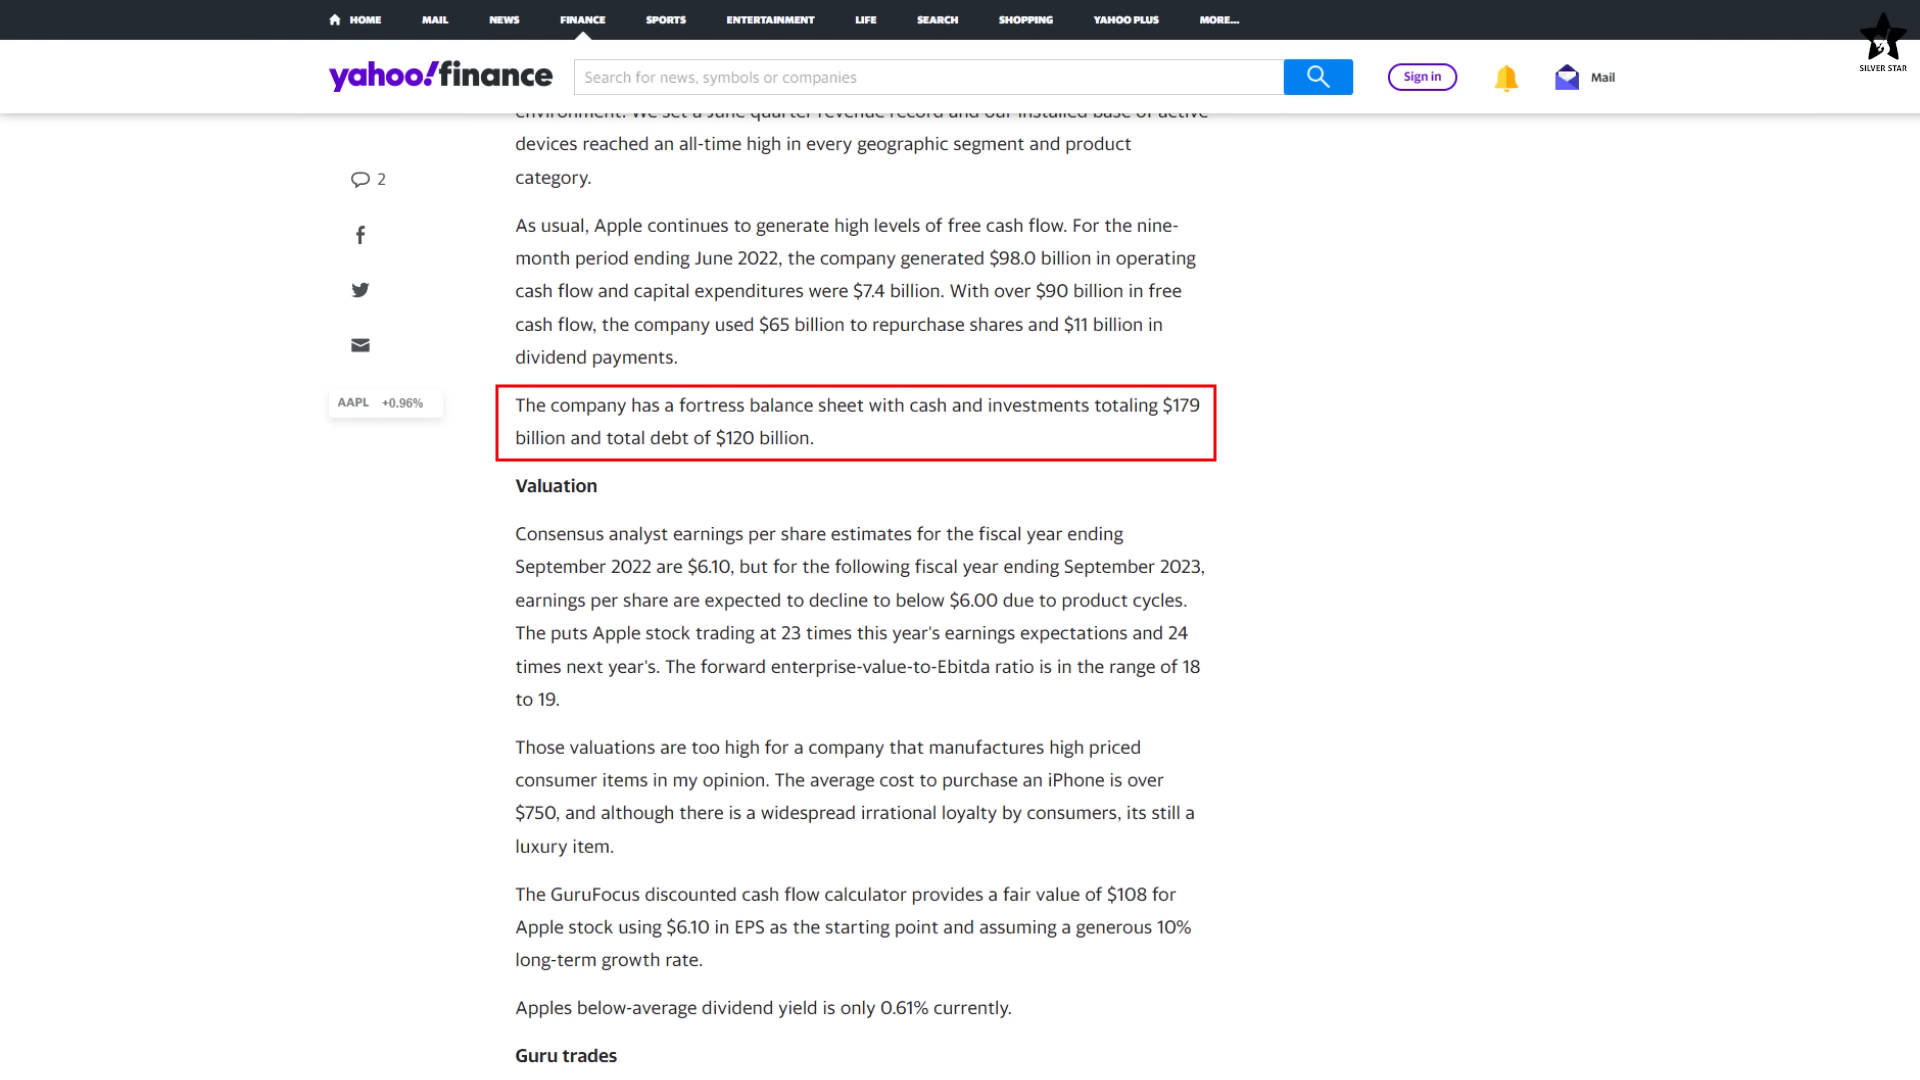 HOME MAIL NEWS FINANCE SPORTS ENTERTAINMENT LIFE SEARCH SHOPPING YAHOO PLUS MORE...
SILVER STAR
yahoo!finance Search for news, symbols or companies Sign in Mail
environment. We set a June quarter revenue record and our installed base of active
devices reached an all-time high in every geographic segment and product
category.
2
As usual, Apple continues to generate high levels of free cash flow. For the nine-
month period ending June 2022, the company generated $98.0 billion in operating
cash flow and capital expenditures were $7.4 billion. With over $90 billion in free
cash flow, the company used $65 billion to repurchase shares and $11 billion in
dividend payments.
AAPL +0.96%
The company has a fortress balance sheet with cash and investments totaling $179
billion and total debt of $120 billion.
Valuation
Consensus analyst earnings per share estimates for the fiscal year ending
September 2022 are $6.10, but for the following fiscal year ending September 2023,
earnings per share are expected to decline to below $6.00 due to product cycles.
The puts Apple stock trading at 23 times this year's earnings expectations and 24
times next year's. The forward enterprise-value-to-Ebitda ratio is in the range of 18
to 19.
Those valuations are too high for a company that manufactures high priced
consumer items in my opinion. The average cost to purchase an iPhone is over
$750, and although there is a widespread irrational loyalty by consumers, its still a
luxury item.
The GuruFocus discounted cash flow calculator provides a fair value of $108 for
Apple stock using $6.10 in EPS as the starting point and assuming a generous 10%
long-term growth rate.
Apples below-average dividend yield is only 0.61% currently.
Guru trades